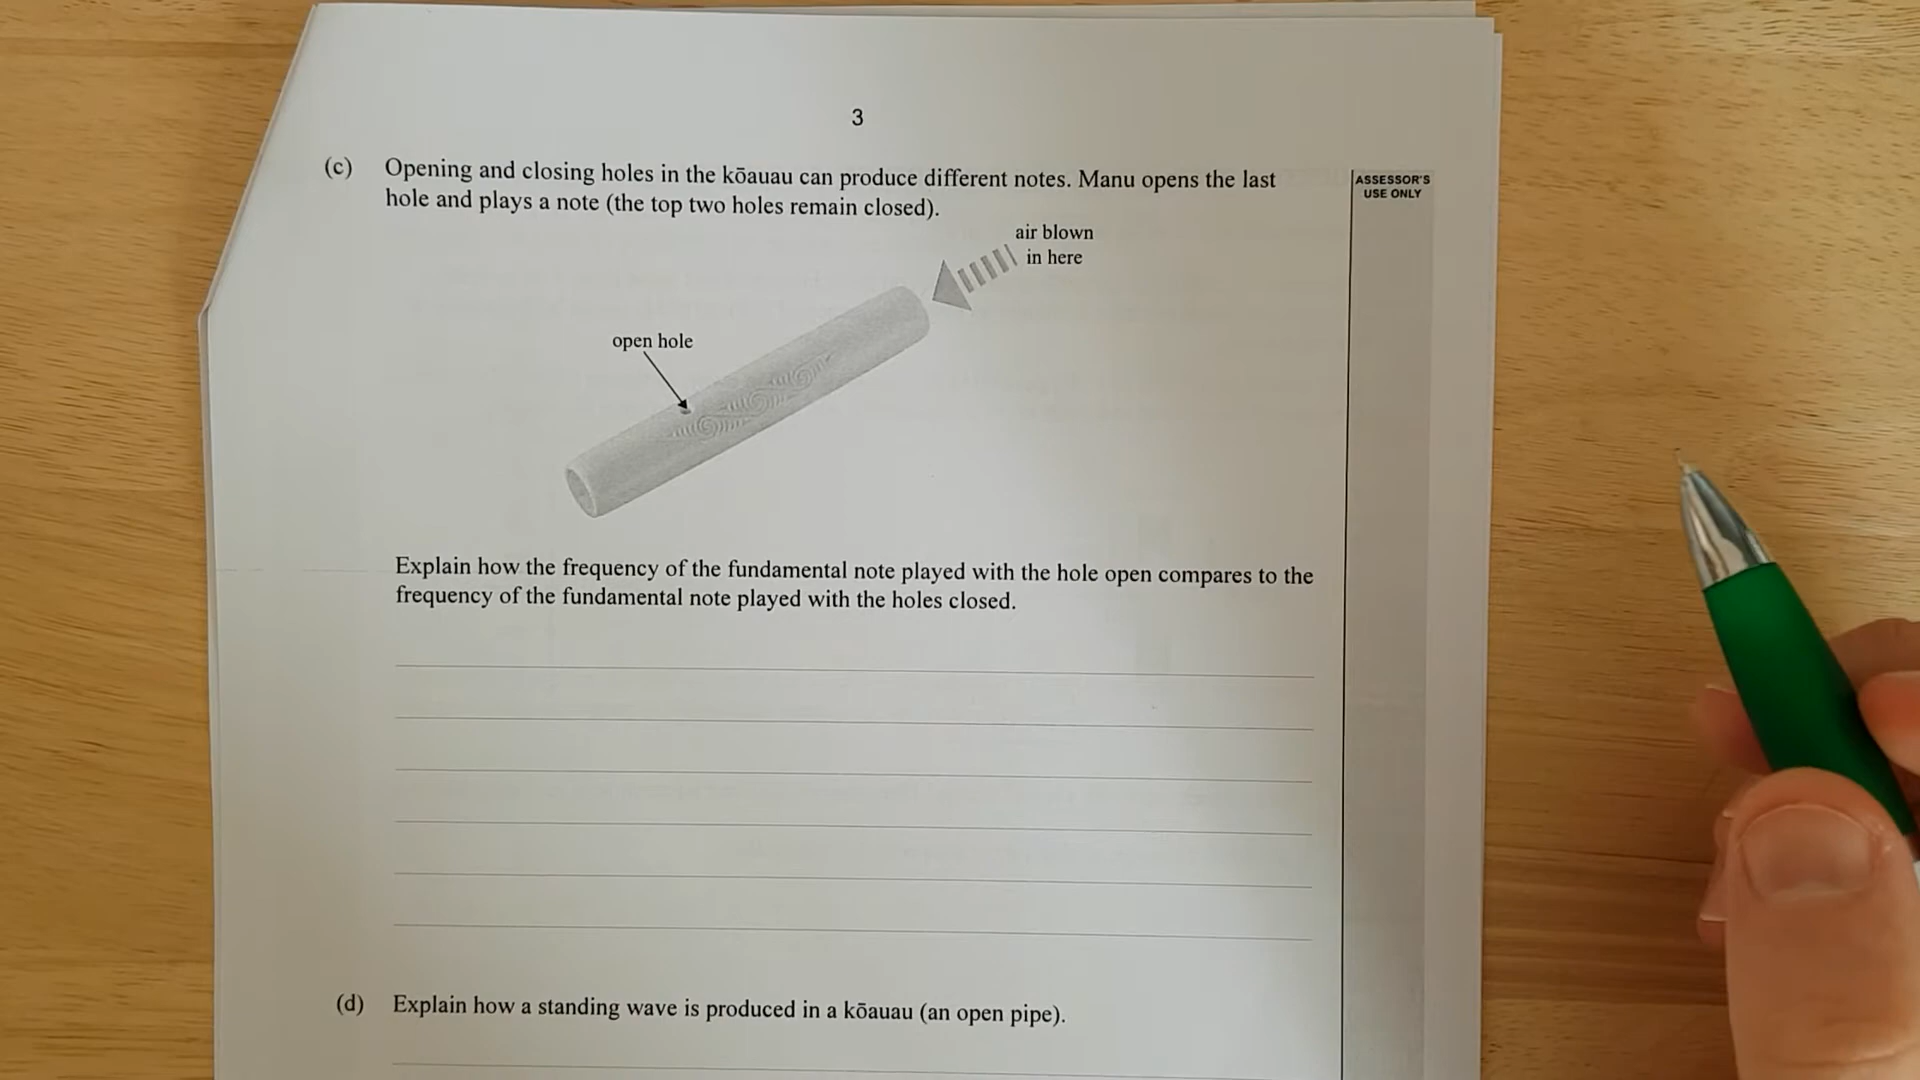 3
(c) Opening and closing holes in the kōauau can produce different notes. Manu opens the last
hole and plays a note (the top two holes remain closed).
ASSESSOR'S
USE ONLY
air blown
in here
open hole
Explain how the frequency of the fundamental note played with the hole open compares to the
frequency of the fundamental note played with the holes closed.
(d) Explain how a standing wave is produced in a kōauau (an open pipe).